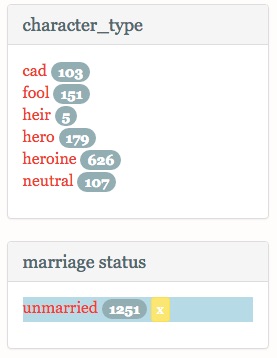 character_type
cad 103
fool 151
heir 5
hero 179
heroine 626
neutral 107
marriage status
unmarried 1251 x